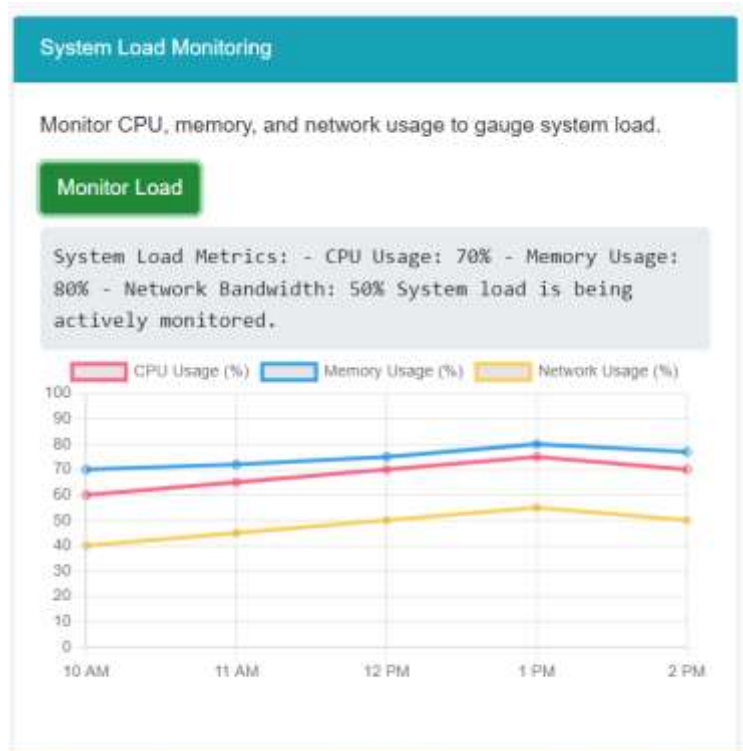 System Load Monitoring
Monitor CPU, memory, and network usage to gauge system load.
Monitor Load
System Load Metrics: - CPU Usage: 70% - Memory Usage:
80% - Network Bandwidth: 50% System load is being
actively monitored.
CPU Usage (%) Memory Usage (%) Network Usage (%)
100
90
80
70
60
50
40
30
20
10
0
10 AM 11 AM 12 PM 1 PM 2 PM